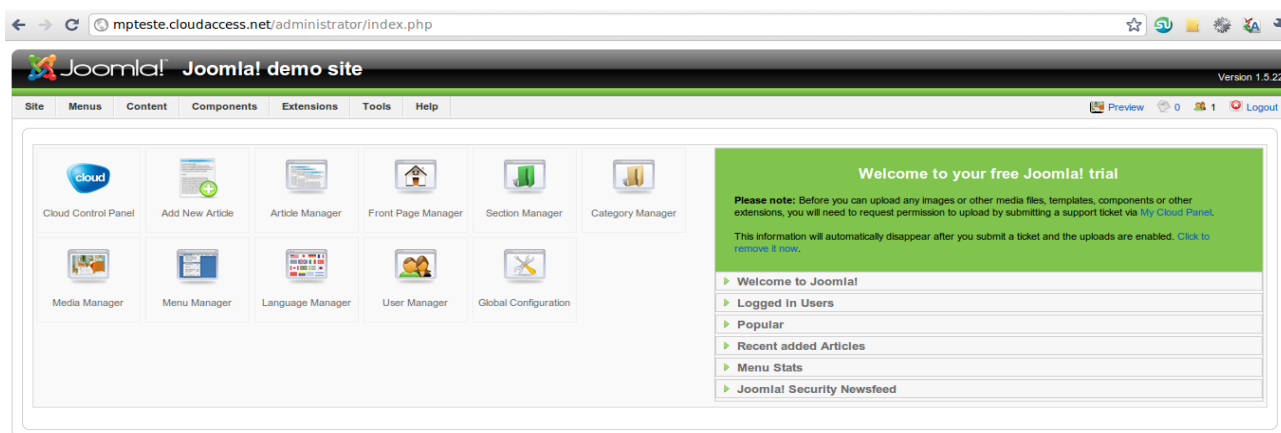 mpteste.cloudaccess.net/administrator/index.php
Joomla! Joomla! demo site
Version 1.5.22
Site Menus Content Components Extensions Tools Help Preview 0 1 Logout
cloud
Cloud Control Panel Add New Article Article Manager Front Page Manager Section Manager Category Manager
Media Manager Menu Manager Language Manager User Manager Global Configuration
Welcome to your free Joomla! trial
Please note: Before you can upload any images or other media files, templates, components or other
extensions, you will need to request permission to upload by submitting a support ticket via My Cloud Panel.
This information will automatically disappear after you submit a ticket and the uploads are enabled. Click to
remove it now.
Welcome to Joomla!
Logged in Users
Popular
Recent added Articles
Menu Stats
Joomla! Security Newsfeed